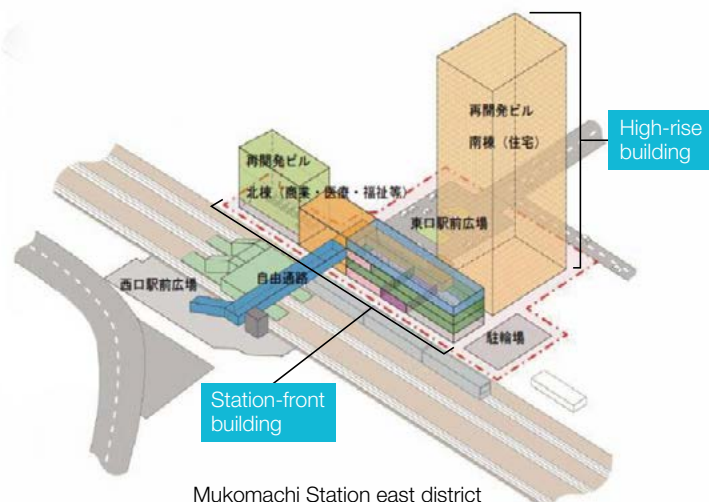 再開発ビル
南棟(住宅)
High-rise
building
再開発ビル
北棟(商業・医療・福祉等)
東口駅前広場
自由通路
西口駅前広場
駐輪場
Station-front
building
Mukomachi Station east district